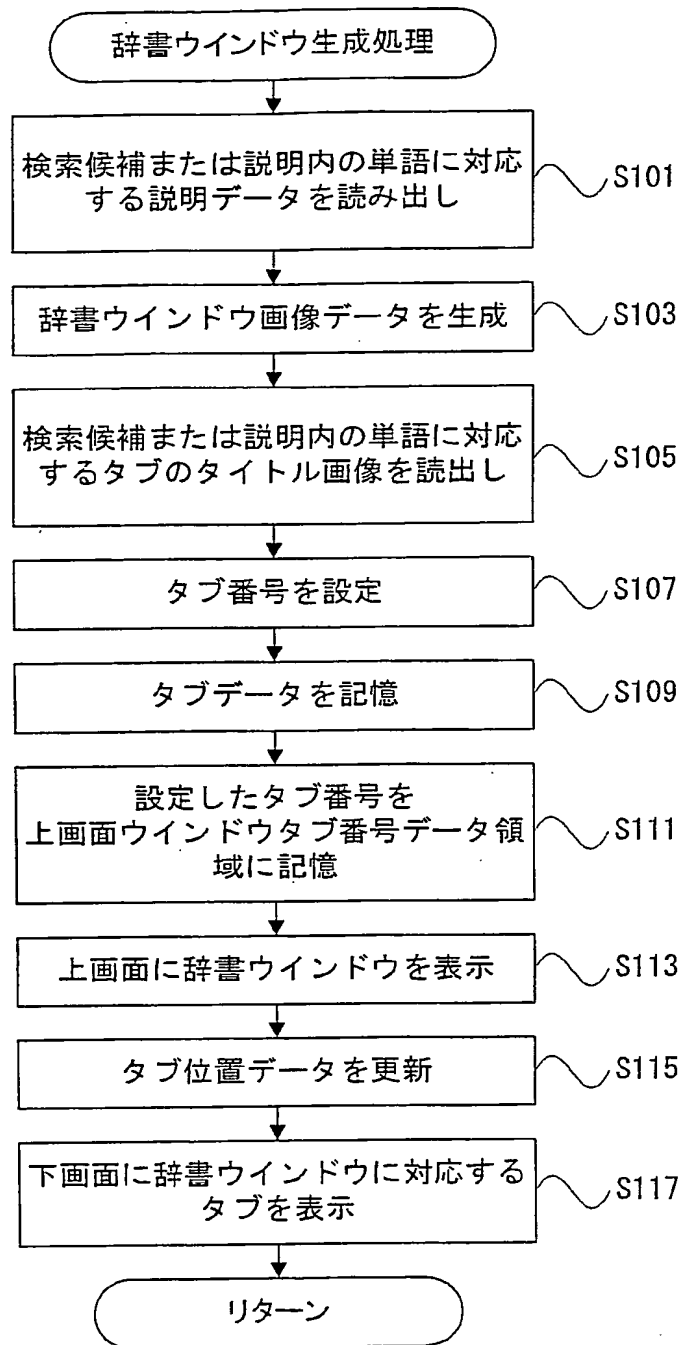 辞書ウインドウ生成処理
検索候補または説明内の単語に対応
する説明データを読み出し
S101
辞書ウインドウ画像データを生成
S103
検索候補または説明内の単語に対応
するタブのタイトル画像を読出し
S105
タブ番号を設定
S107
タブデータを記憶
S109
設定したタブ番号を
上画面ウインドウタブ番号データ領
域に記憶
S111
上画面に辞書ウインドウを表示
S113
タブ位置データを更新
S115
下画面に辞書ウインドウに対応する
タブを表示
S117
リターン